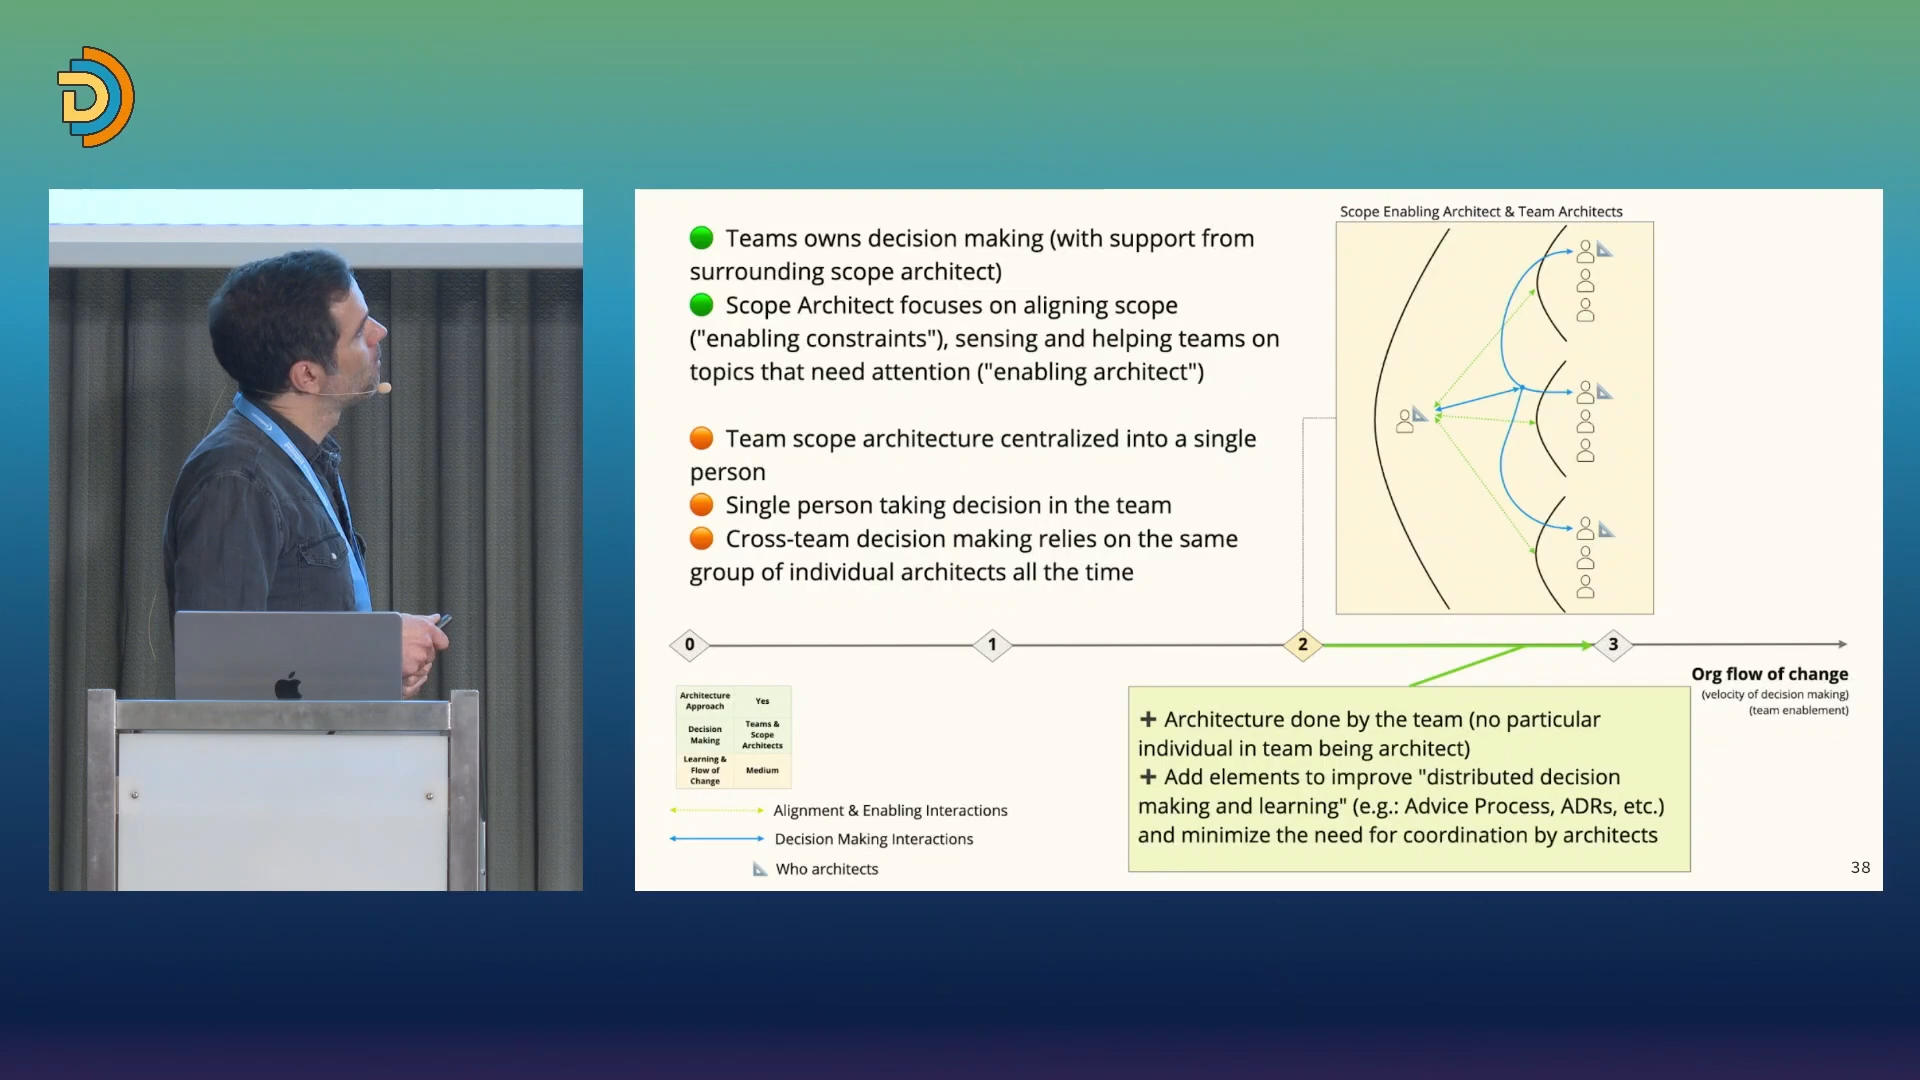 Scope Enabling Architect & Team Architects
Teams owns decision making (with support from
surrounding scope architect)
Scope Architect focuses on aligning scope
("enabling constraints"), sensing and helping teams on
topics that need attention ("enabling architect")
Team scope architecture centralized into a single
person
Single person taking decision in the team
Cross-team decision making relies on the same
group of individual architects all the time
0
1
2
3
Org flow of change
(velocity of decision making)
(team enablement)
Architecture
Approach
Yes
Decision
Making
Teams &
Scope
Architects
Learning &
Flow of
Change
Medium
Alignment & Enabling Interactions
Decision Making Interactions
Who architects
+ Architecture done by the team (no particular
individual in team being architect)
+ Add elements to improve "distributed decision
making and learning" (e.g.: Advice Process, ADRs, etc.)
and minimize the need for coordination by architects
38